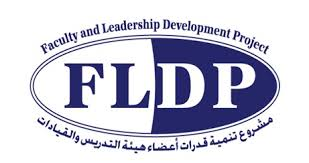 Faculty and Leadership Development Project
FLDP
مشروع تنمية قدرات أعضاء هيئة التدريس والقيادات